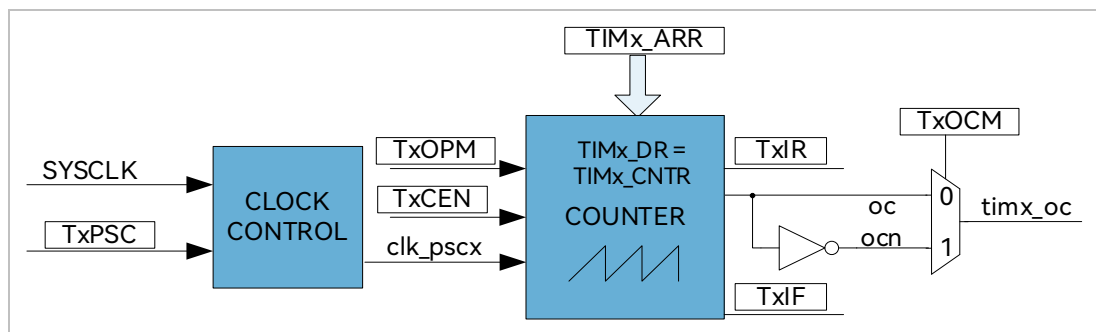 TIMx_ARR
TxOCM
TxOPM
TIMx_DR =
TIMx_CNTR
TxIR
SYSCLK
CLOCK
CONTROL
TxCEN
COUNTER
oc
0
timx_oc
TxPSC
clk_pscx
ocn
1
TxIF